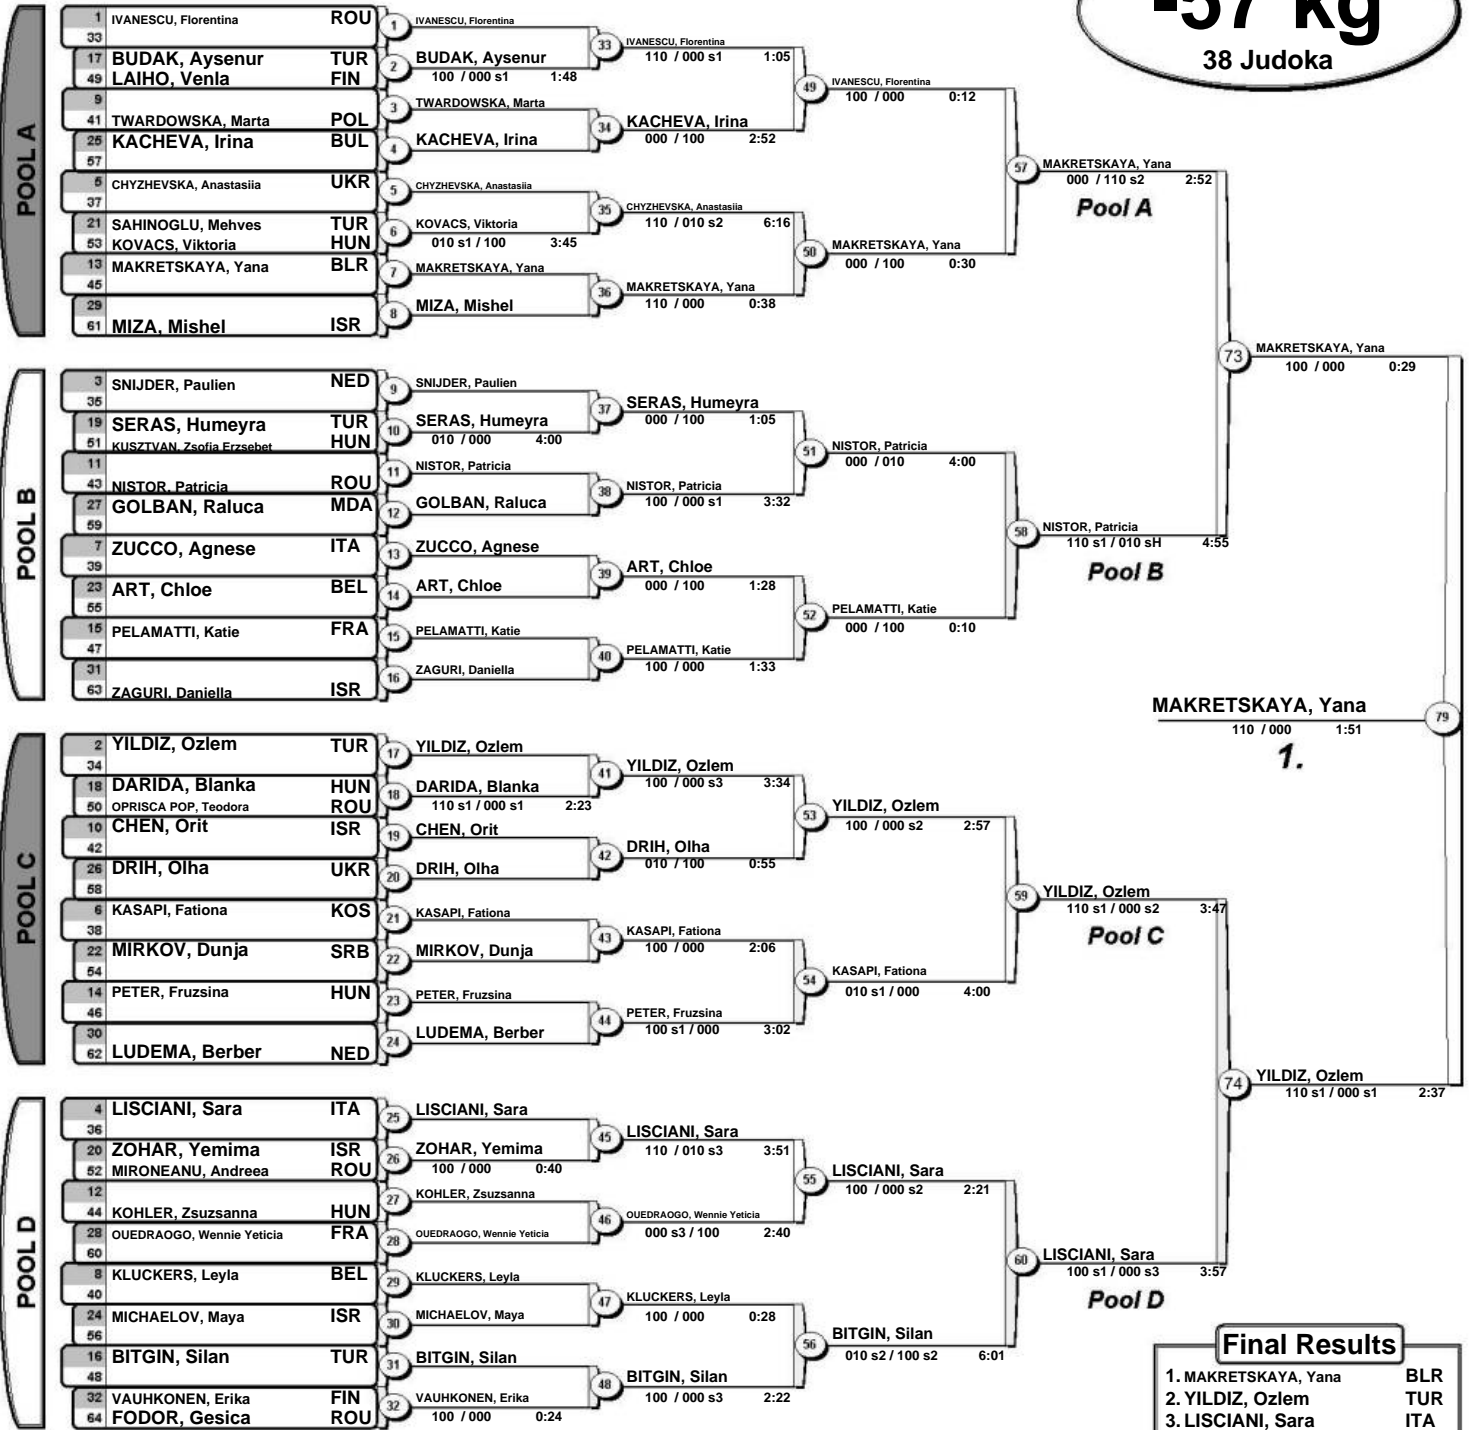 -57 kg
38 Judoka
POOL A
1 IVANESCU, Florentina ROU
33
17 BUDAK, Aysenur TUR
49 LAIHO, Venla FIN
9
41 TWARDOWSKA, Marta POL
25 KACHEVA, Irina BUL
57
5 CHYZHEVSKA, Anastasiia UKR
37
21 SAHINOGLU, Mehves TUR
53 KOVACS, Viktoria HUN
13 MAKRETSKAYA, Yana BLR
45
29
61 MIZA, Mishel ISR
1 IVANESCU, Florentina
2 BUDAK, Aysenur
100 / 000 s1 1:48
3 TWARDOWSKA, Marta
4 KACHEVA, Irina
5 CHYZHEVSKA, Anastasiia
6 KOVACS, Viktoria
010 s1 / 100 3:45
7 MAKRETSKAYA, Yana
8 MIZA, Mishel
33 IVANESCU, Florentina
110 / 000 s1 1:05
34 KACHEVA, Irina
000 / 100 2:52
35 CHYZHEVSKA, Anastasiia
110 / 010 s2 6:16
36 MAKRETSKAYA, Yana
110 / 000 0:38
49 IVANESCU, Florentina
100 / 000 0:12
50 MAKRETSKAYA, Yana
000 / 100 0:30
57 MAKRETSKAYA, Yana
000 / 110 s2 2:52
Pool A
POOL B
3 SNIJDER, Paulien NED
35
19 SERAS, Humeyra TUR
51 KUSZTVAN, Zsofia Erzsebet HUN
11
43 NISTOR, Patricia ROU
27 GOLBAN, Raluca MDA
59
7 ZUCCO, Agnese ITA
39
23 ART, Chloe BEL
55
15 PELAMATTI, Katie FRA
47
31
63 ZAGURI, Daniella ISR
9 SNIJDER, Paulien
10 SERAS, Humeyra
010 / 000 4:00
11 NISTOR, Patricia
12 GOLBAN, Raluca
13 ZUCCO, Agnese
14 ART, Chloe
15 PELAMATTI, Katie
16 ZAGURI, Daniella
37 SERAS, Humeyra
000 / 100 1:05
38 NISTOR, Patricia
100 / 000 s1 3:32
39 ART, Chloe
000 / 100 1:28
40 PELAMATTI, Katie
100 / 000 1:33
51 NISTOR, Patricia
000 / 010 4:00
52 PELAMATTI, Katie
000 / 100 0:10
58 NISTOR, Patricia
110 s1 / 010 sH 4:55
Pool B
73 MAKRETSKAYA, Yana
100 / 000 0:29
MAKRETSKAYA, Yana 79
110 / 000 1:51
1.
POOL C
2 YILDIZ, Ozlem TUR
34
18 DARIDA, Blanka HUN
50 OPRISCA POP, Teodora ROU
10 CHEN, Orit ISR
42
26 DRIH, Olha UKR
58
6 KASAPI, Fationa KOS
38
22 MIRKOV, Dunja SRB
54
14 PETER, Fruzsina HUN
46
30
62 LUDEMA, Berber NED
17 YILDIZ, Ozlem
18 DARIDA, Blanka
110 s1 / 000 s1 2:23
19 CHEN, Orit
20 DRIH, Olha
21 KASAPI, Fationa
22 MIRKOV, Dunja
23 PETER, Fruzsina
24 LUDEMA, Berber
41 YILDIZ, Ozlem
100 / 000 s3 3:34
42 DRIH, Olha
010 / 100 0:55
43 KASAPI, Fationa
100 / 000 2:06
44 PETER, Fruzsina
100 s1 / 000 3:02
53 YILDIZ, Ozlem
100 / 000 s2 2:57
54 KASAPI, Fationa
010 s1 / 000 4:00
59 YILDIZ, Ozlem
110 s1 / 000 s2 3:47
Pool C
POOL D
4 LISCIANI, Sara ITA
36
20 ZOHAR, Yemima ISR
52 MIRONEANU, Andreea ROU
12
44 KOHLER, Zsuzsanna HUN
28 OUEDRAOGO, Wennie Yeticia FRA
60
8 KLUCKERS, Leyla BEL
40
24 MICHAELOV, Maya ISR
56
16 BITGIN, Silan TUR
48
32 VAUHKONEN, Erika FIN
64 FODOR, Gesica ROU
25 LISCIANI, Sara
26 ZOHAR, Yemima
100 / 000 0:40
27 KOHLER, Zsuzsanna
28 OUEDRAOGO, Wennie Yeticia
29 KLUCKERS, Leyla
30 MICHAELOV, Maya
31 BITGIN, Silan
32 VAUHKONEN, Erika
100 / 000 0:24
45 LISCIANI, Sara
110 / 010 s3 3:51
46 OUEDRAOGO, Wennie Yeticia
000 s3 / 100 2:40
47 KLUCKERS, Leyla
100 / 000 0:28
48 BITGIN, Silan
100 / 000 s3 2:22
55 LISCIANI, Sara
100 / 000 s2 2:21
56 BITGIN, Silan
010 s2 / 100 s2 6:01
60 LISCIANI, Sara
100 s1 / 000 s3 3:57
Pool D
74 YILDIZ, Ozlem
110 s1 / 000 s1 2:37
Final Results
1. MAKRETSKAYA, Yana BLR
2. YILDIZ, Ozlem TUR
3. LISCIANI, Sara ITA